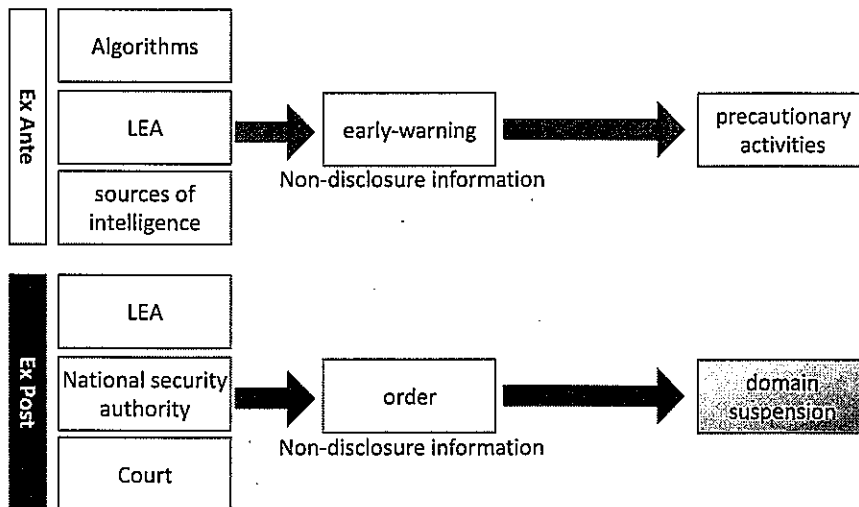 Ex Ante
Algorithms
LEA
sources of
intelligence
early-warning
Non-disclosure information
precautionary
activities
Ex Post
LEA
National security
authority
Court
order
Non-disclosure information
domain
suspension